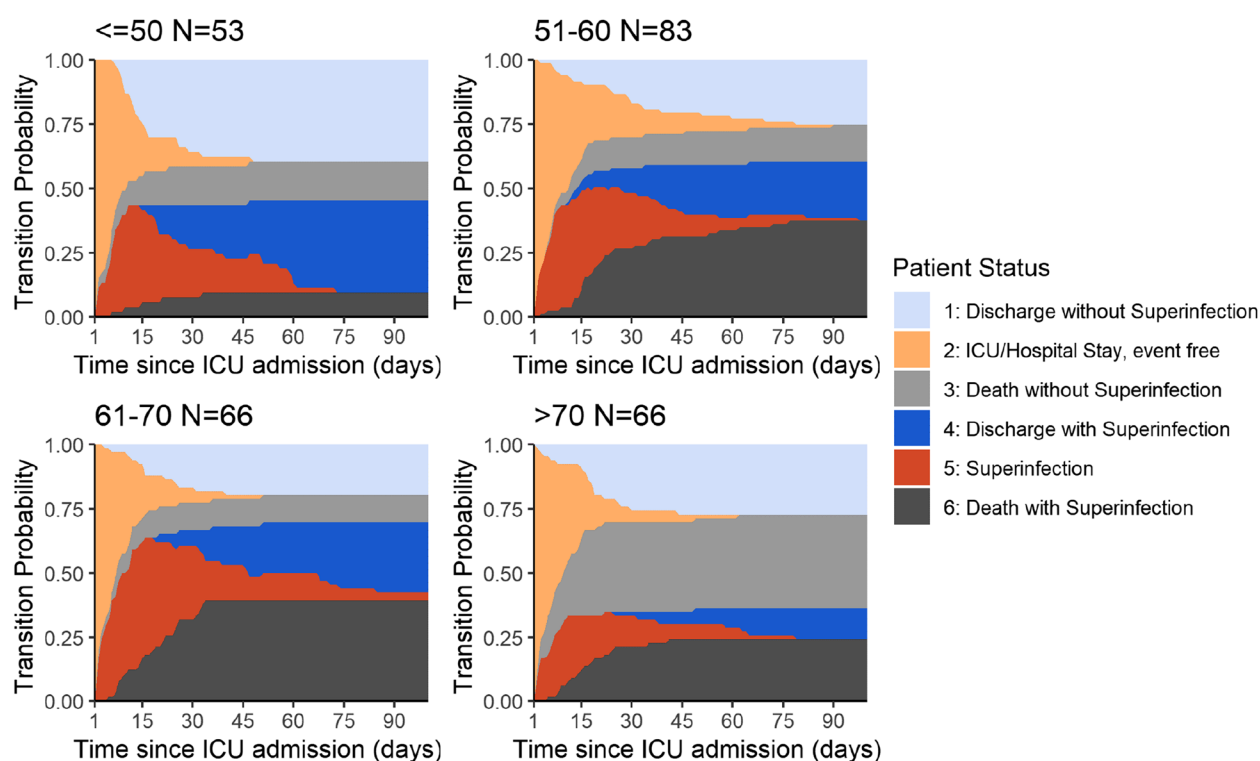 <=50 N=53
Transition Probability
1.00
0.75
0.50
0.25
0.00
1 15 30 45 60 75 90
Time since ICU admission (days)
51-60 N=83
Transition Probability
1.00
0.75
0.50
0.25
0.00
1 15 30 45 60 75 90
Time since ICU admission (days)
61-70 N=66
Transition Probability
1.00
0.75
0.50
0.25
0.00
1 15 30 45 60 75 90
Time since ICU admission (days)
>70 N=66
Transition Probability
1.00
0.75
0.50
0.25
0.00
1 15 30 45 60 75 90
Time since ICU admission (days)
Patient Status
1: Discharge without Superinfection
2: ICU/Hospital Stay, event free
3: Death without Superinfection
4: Discharge with Superinfection
5: Superinfection
6: Death with Superinfection